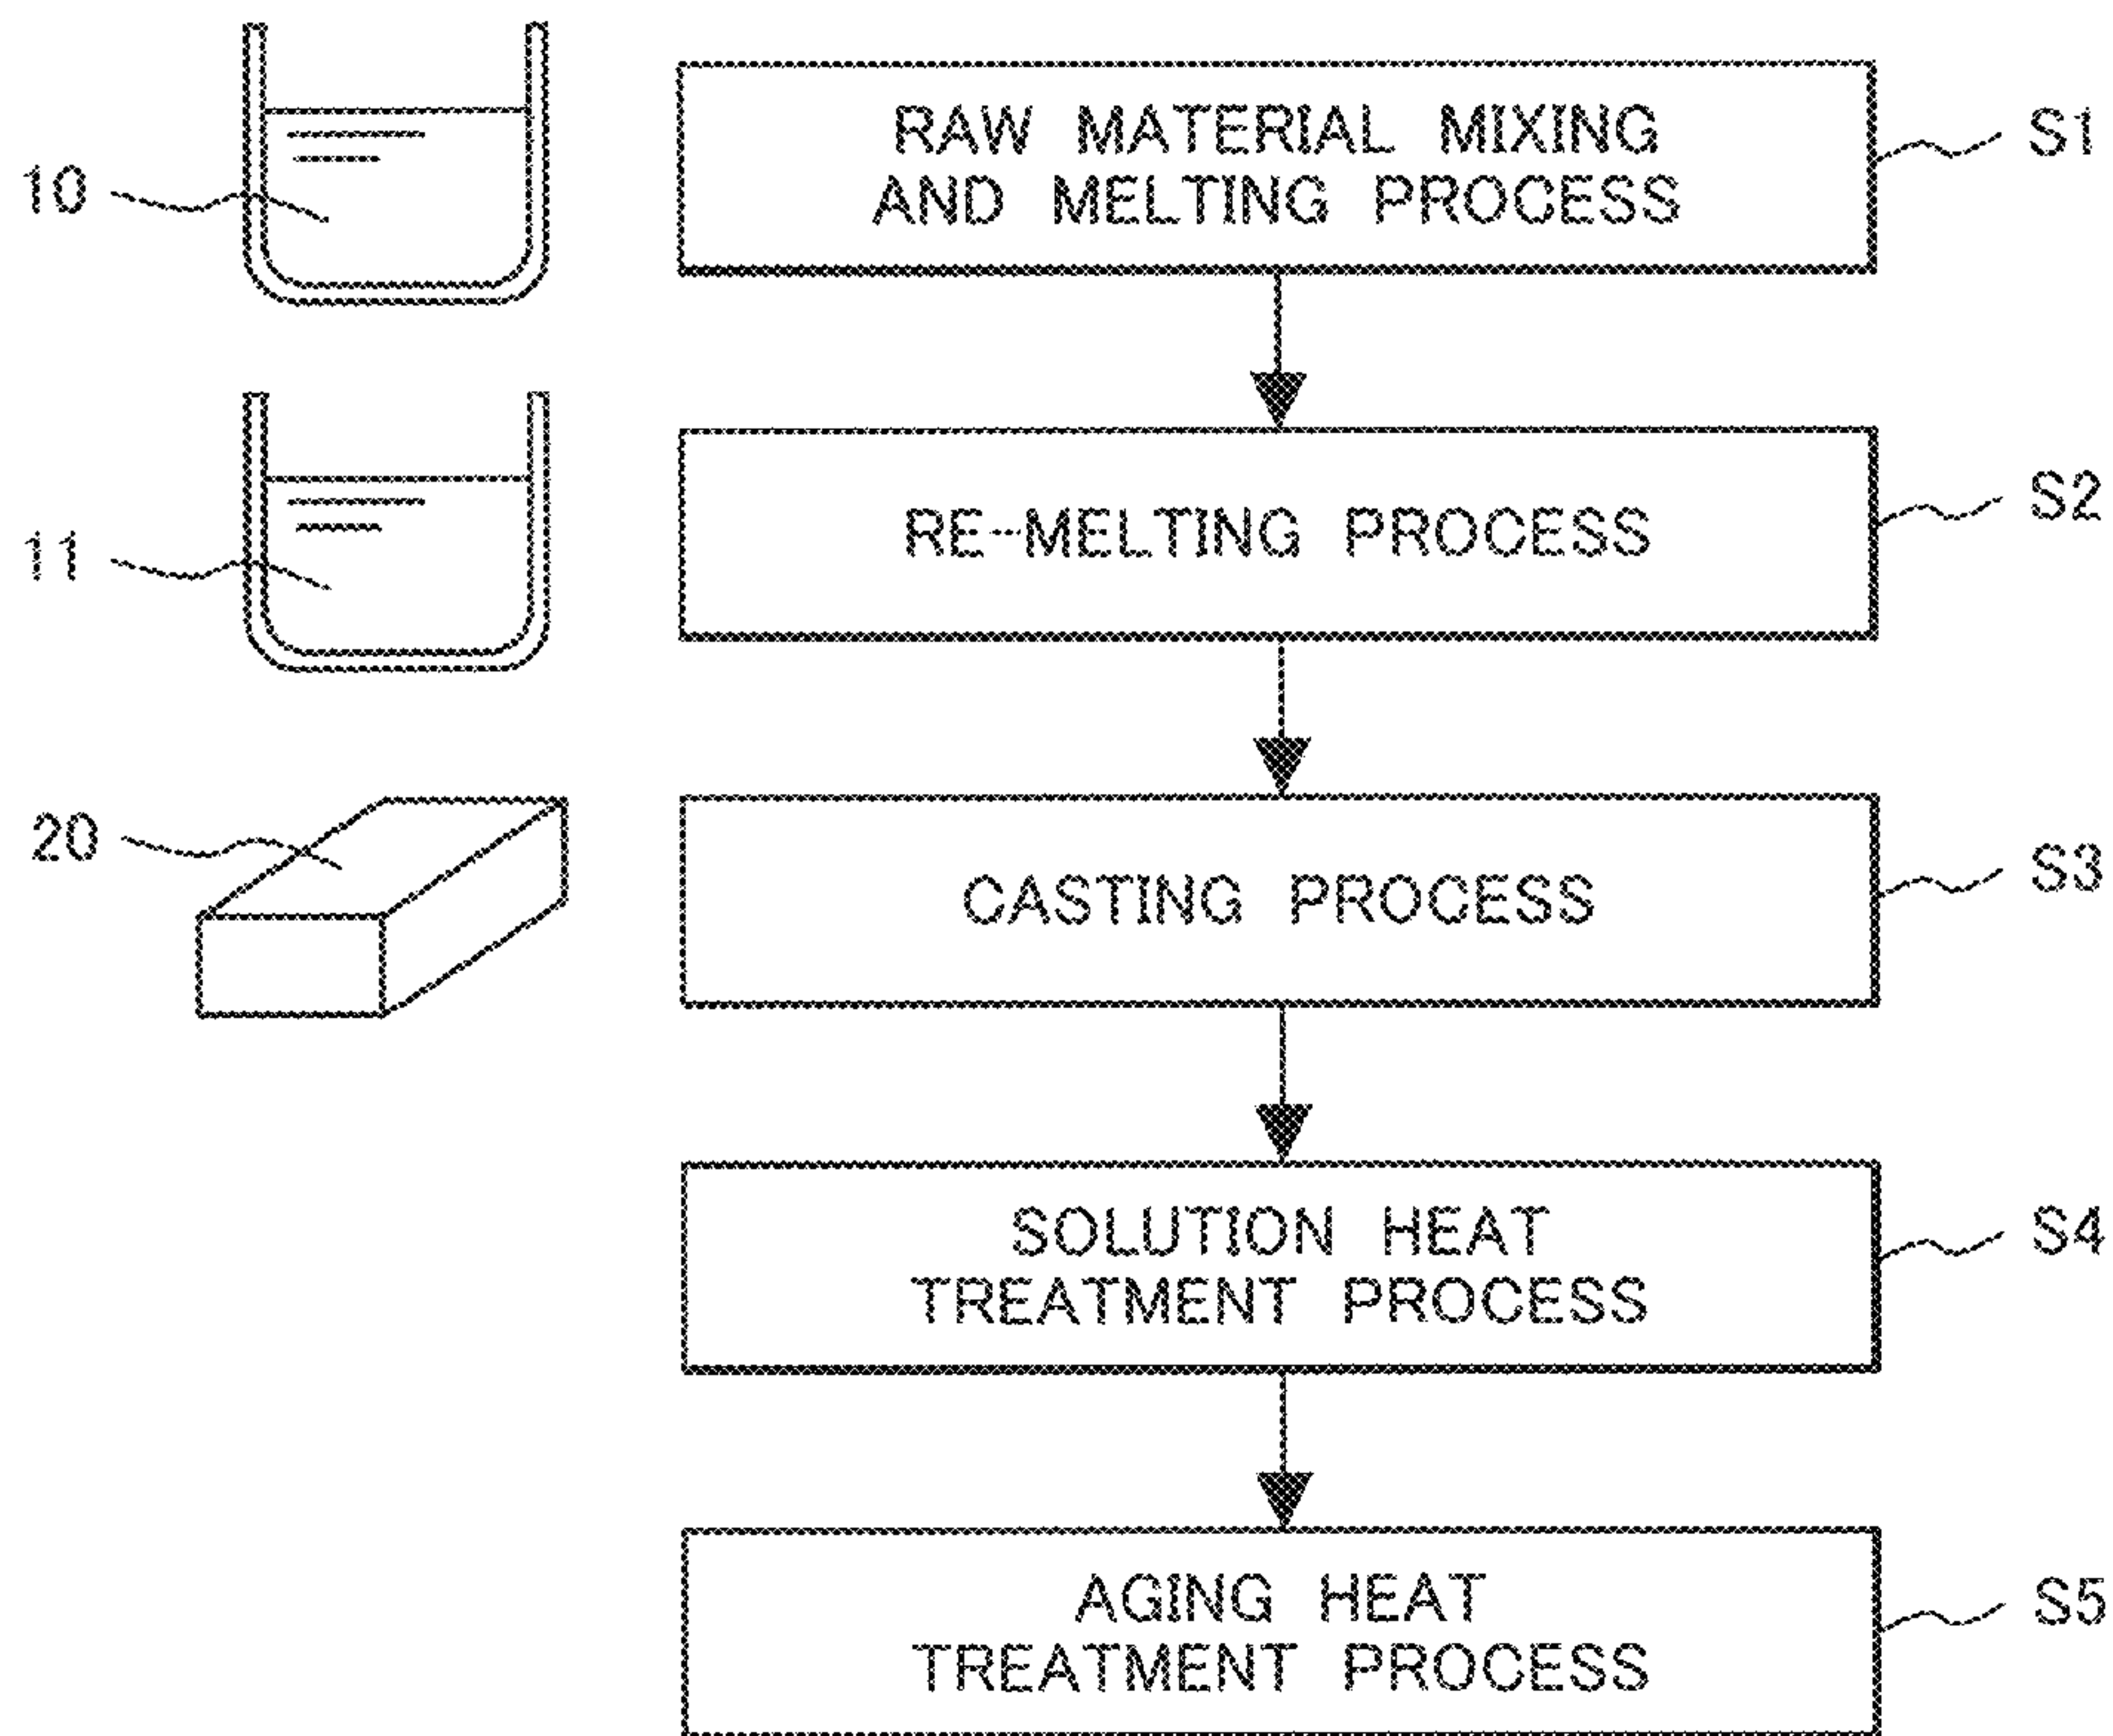 RAW MATERIAL MIXING
AND MELTING PROCESS
S1
10
RE-MELTING PROCESS
S2
11
CASTING PROCESS
S3
20
SOLUTION HEAT
TREATMENT PROCESS
S4
AGING HEAT
TREATMENT PROCESS
S5